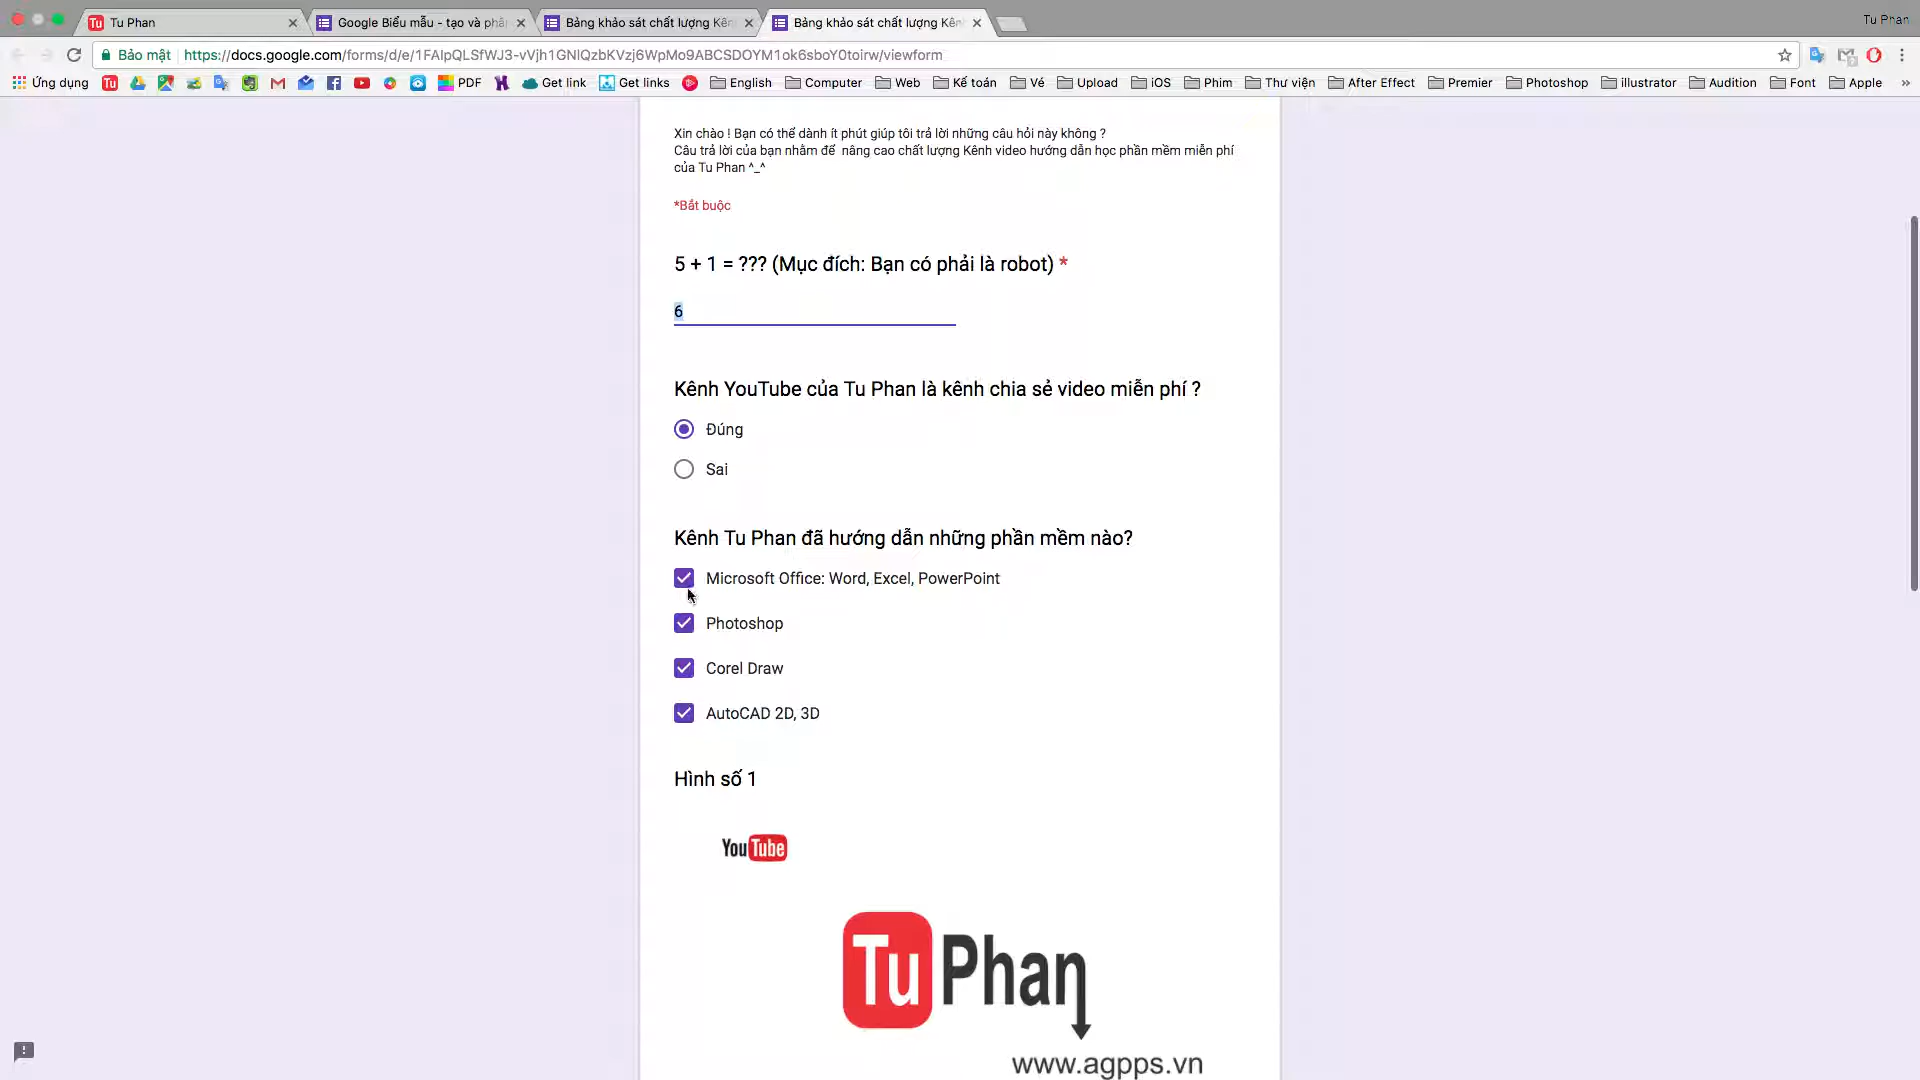 Tu Phan
Google Biểu mẫu - tạo và phân
Bảng khảo sát chất lượng Kên
Bảng khảo sát chất lượng Kên
Tu Phan
Bảo mật
https://docs.google.com/forms/d/e/1FAIpQLSfWJ3-vVjh1GNlQzbKVzj6WpMo9ABCSDOYM1ok6sboY0toirw/viewform
Ứng dụng
PDF
Get link
Get links
English
Computer
Web
Kế toán
Vé
Upload
iOS
Phim
Thư viện
After Effect
Premier
Photoshop
illustrator
Audition
Font
Apple
»
Xin chào ! Bạn có thể dành ít phút giúp tôi trả lời những câu hỏi này không ?
Câu trả lời của bạn nhằm để nâng cao chất lượng Kênh video hướng dẫn học phần mềm miễn phí
của Tu Phan ^_^
*Bắt buộc
5 + 1 = ??? (Mục đích: Bạn có phải là robot) *
6
Kênh YouTube của Tu Phan là kênh chia sẻ video miễn phí ?
Đúng
Sai
Kênh Tu Phan đã hướng dẫn những phần mềm nào?
Microsoft Office: Word, Excel, PowerPoint
Photoshop
Corel Draw
AutoCAD 2D, 3D
Hình số 1
YouTube
Tu Phan
www.agpps.vn